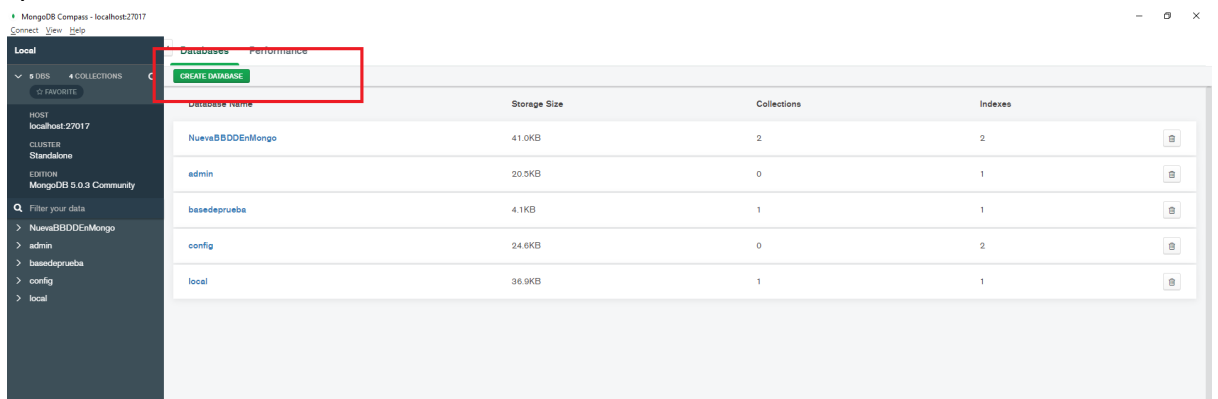 MongoDB Compass - localhost:27017
Connect View Help
Local
Databases Performance
5 DBS 4 COLLECTIONS
FAVORITE
CREATE DATABASE
HOST
localhost:27017
CLUSTER
Standalone
EDITION
MongoDB 5.0.3 Community
Filter your data
NuevaBBDDEnMongo
admin
basedeprueba
config
local
Database Name Storage Size Collections Indexes
NuevaBBDDEnMongo 41.0KB 2 2
admin 20.5KB 0 1
basedeprueba 4.1KB 1 1
config 24.6KB 0 2
local 36.9KB 1 1